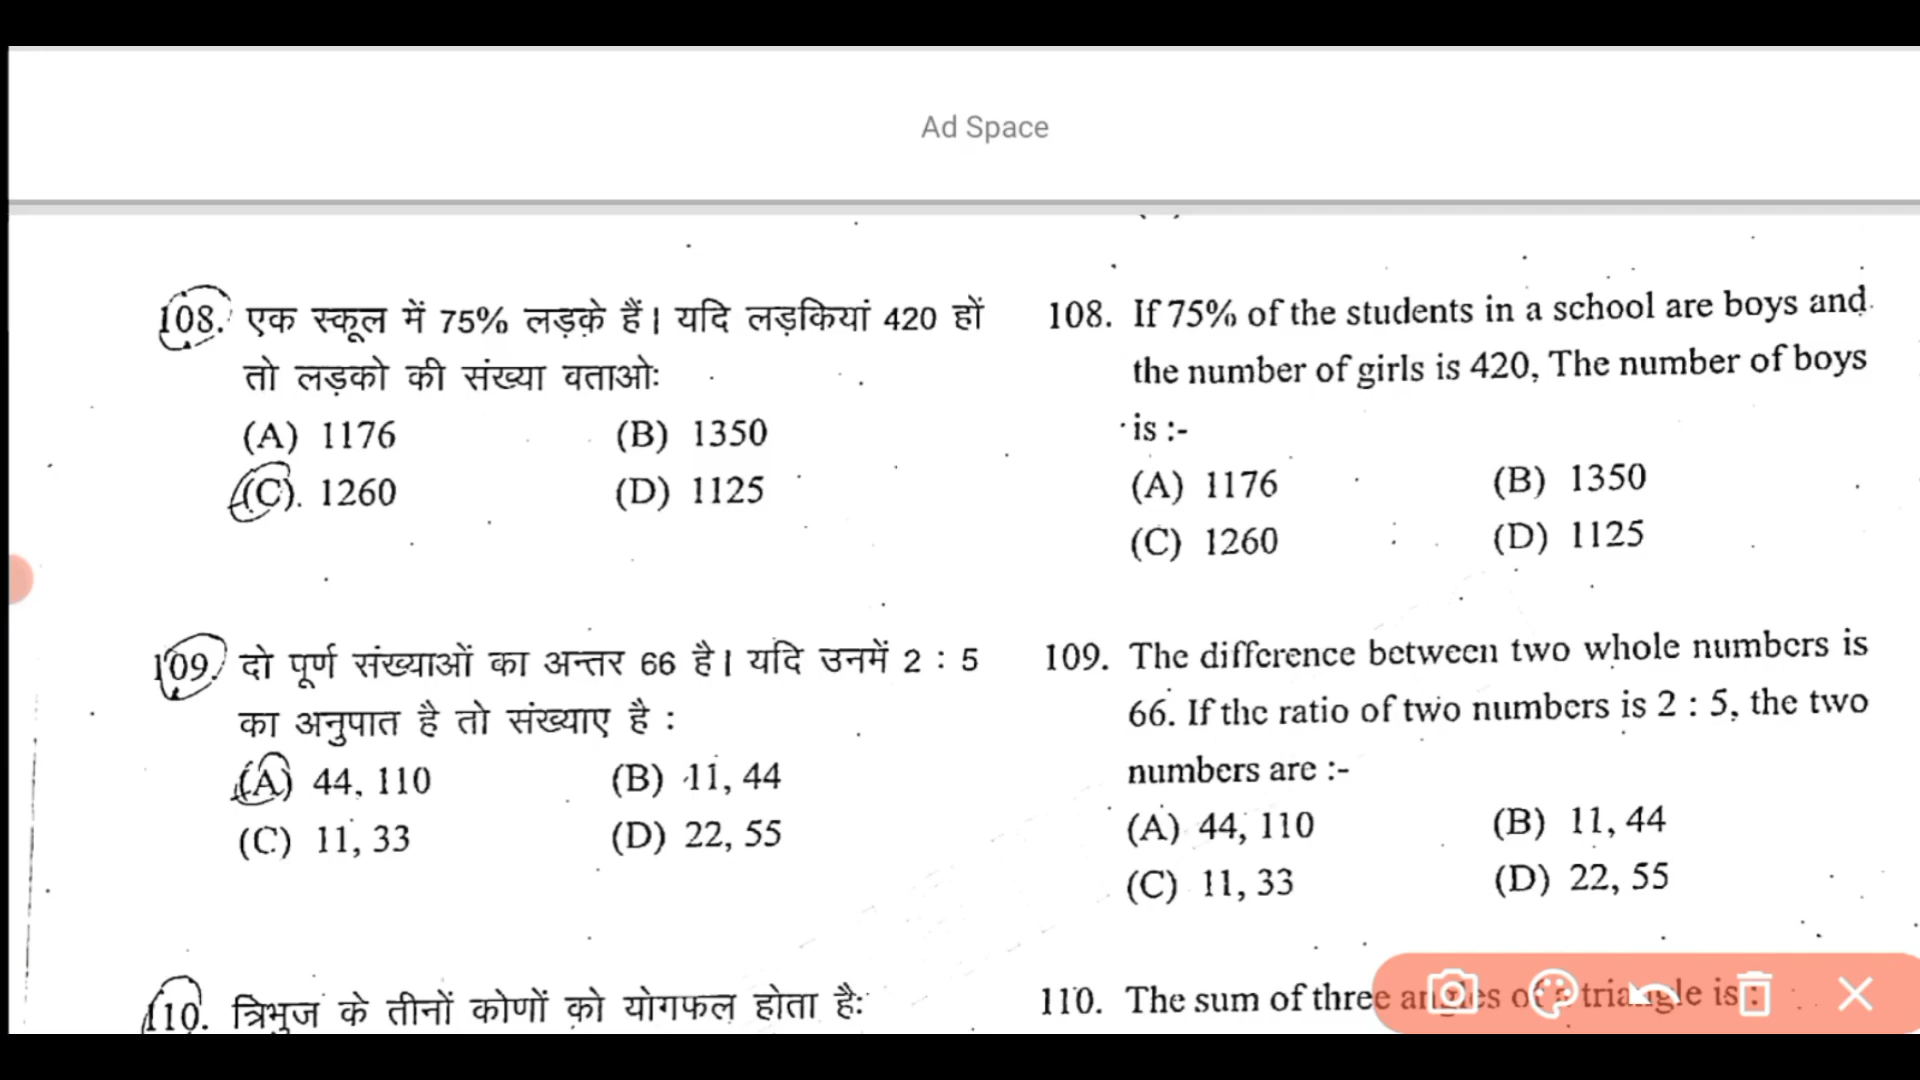 Ad Space
108. एक स्कूल में 75% लड़के हैं। यदि लड़कियां 420 हों
तो लड़को की संख्या वताओः
(A) 1176 (B) 1350
(C). 1260 (D) 1125
109. दो पूर्ण संख्याओं का अन्तर 66 है। यदि उनमें 2 : 5
का अनुपात है तो संख्याए है :
(A) 44, 110 (B) 11, 44
(C) 11, 33 (D) 22, 55
110. त्रिभुज के तीनों कोणों को योगफल होता है:
108. If 75% of the students in a school are boys and
the number of girls is 420, The number of boys
is :-
(A) 1176 (B) 1350
(C) 1260 (D) 1125
109. The difference between two whole numbers is
66. If the ratio of two numbers is 2 : 5, the two
numbers are :-
(A) 44, 110 (B) 11, 44
(C) 11, 33 (D) 22, 55
110. The sum of three angles of a triangle is :